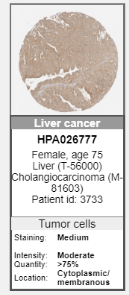 Liver cancer
HPA026777
Female, age 75
Liver (T-56000)
Cholangiocarcinoma (M-
81603)
Patient id: 3733
Tumor cells
Staining: Medium
Intensity: Moderate
Quantity: >75%
Location: Cytoplasmic/
membranous